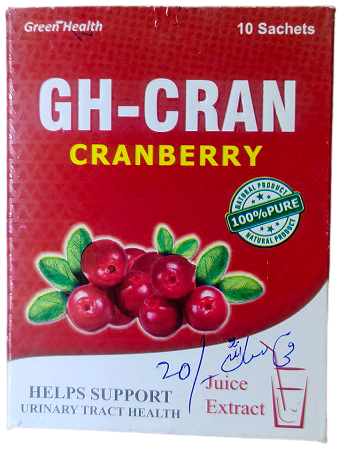 Green Health
10 Sachets
GH-CRAN
CRANBERRY
NATURAL PRODUCT
100%PURE
NATURAL PRODUCT
20/
HELPS SUPPORT
URINARY TRACT HEALTH
Juice
Extract